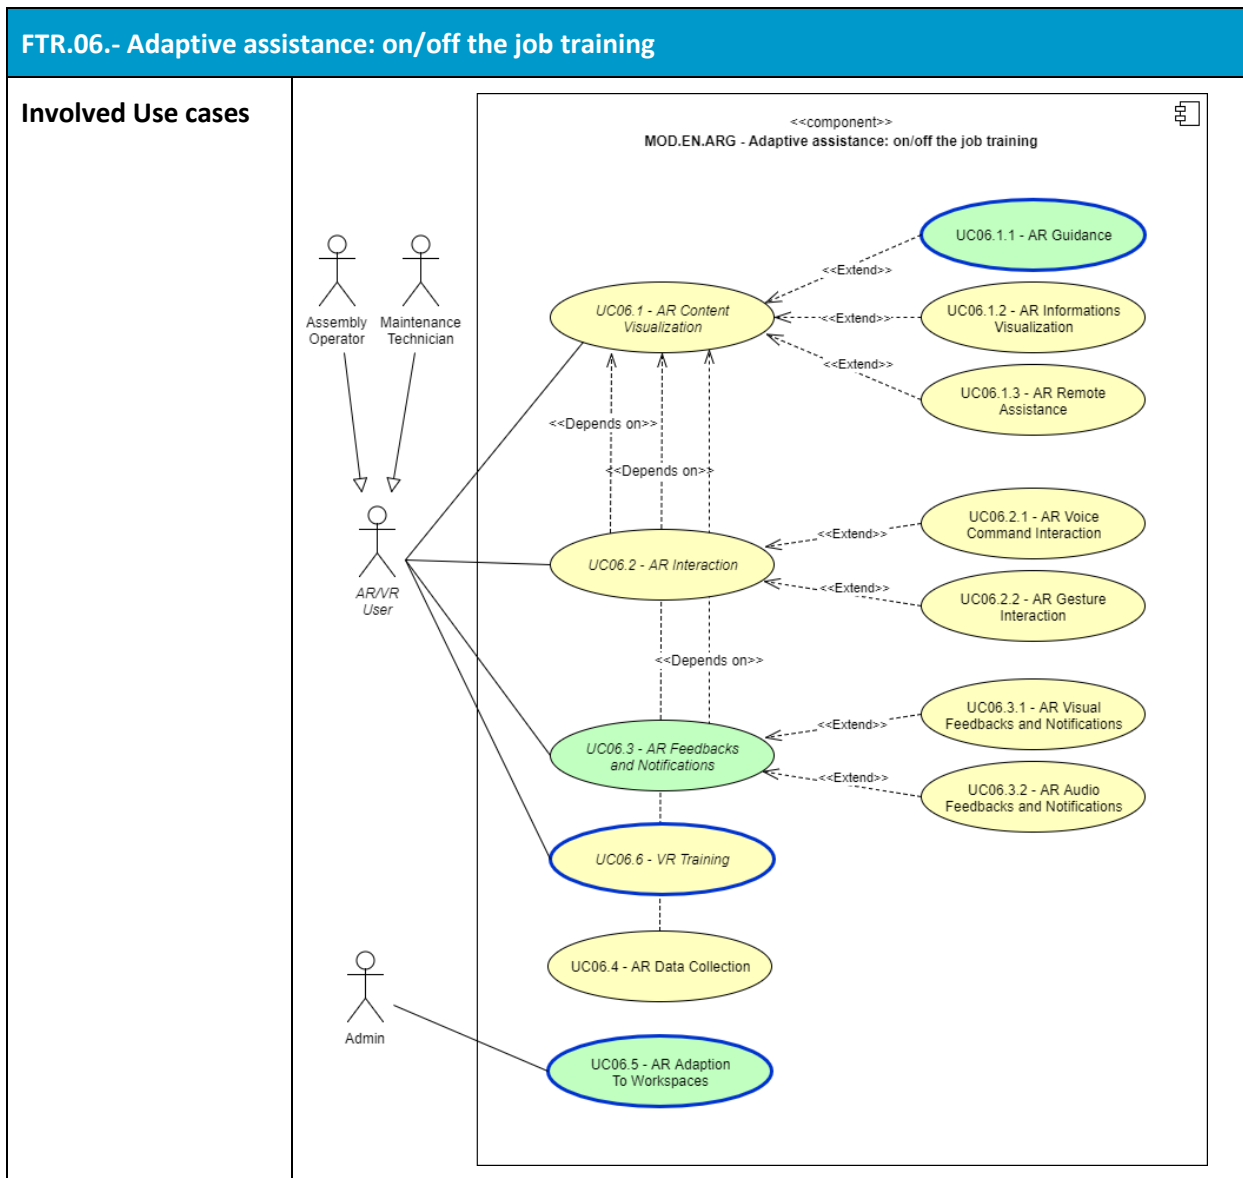 FTR.06.- Adaptive assistance: on/off the job training
Involved Use cases
<<component>>
MOD.EN.ARG - Adaptive assistance: on/off the job training
UC06.1.1 - AR Guidance
<<Extend>>
Assembly
Operator
Maintenance
Technician
UC06.1 - AR Content
Visualization
<<Extend>>
UC06.1.2 - AR Informations
Visualization
<<Extend>>
UC06.1.3 - AR Remote
Assistance
<<Depends on>>
<<Depends on>>
AR/VR
User
UC06.2 - AR Interaction
<<Extend>>
UC06.2.1 - AR Voice
Command Interaction
<<Extend>>
UC06.2.2 - AR Gesture
Interaction
<<Depends on>>
UC06.3 - AR Feedbacks
and Notifications
<<Extend>>
UC06.3.1 - AR Visual
Feedbacks and Notifications
<<Extend>>
UC06.3.2 - AR Audio
Feedbacks and Notifications
UC06.6 - VR Training
UC06.4 - AR Data Collection
Admin
UC06.5 - AR Adaption
To Workspaces